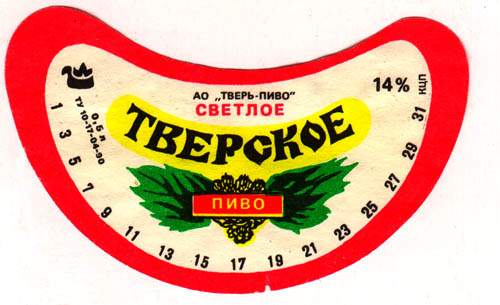 АО „ТВЕРЬ-ПИВО"
СВЕТЛОЕ
ТВЕРСКОЕ
ПИВО
14% КЦП
0,5 л
ТУ 10-17-04-90
1 3 5 7 9 11 13 15 17 19 21 23 25 27 29 31